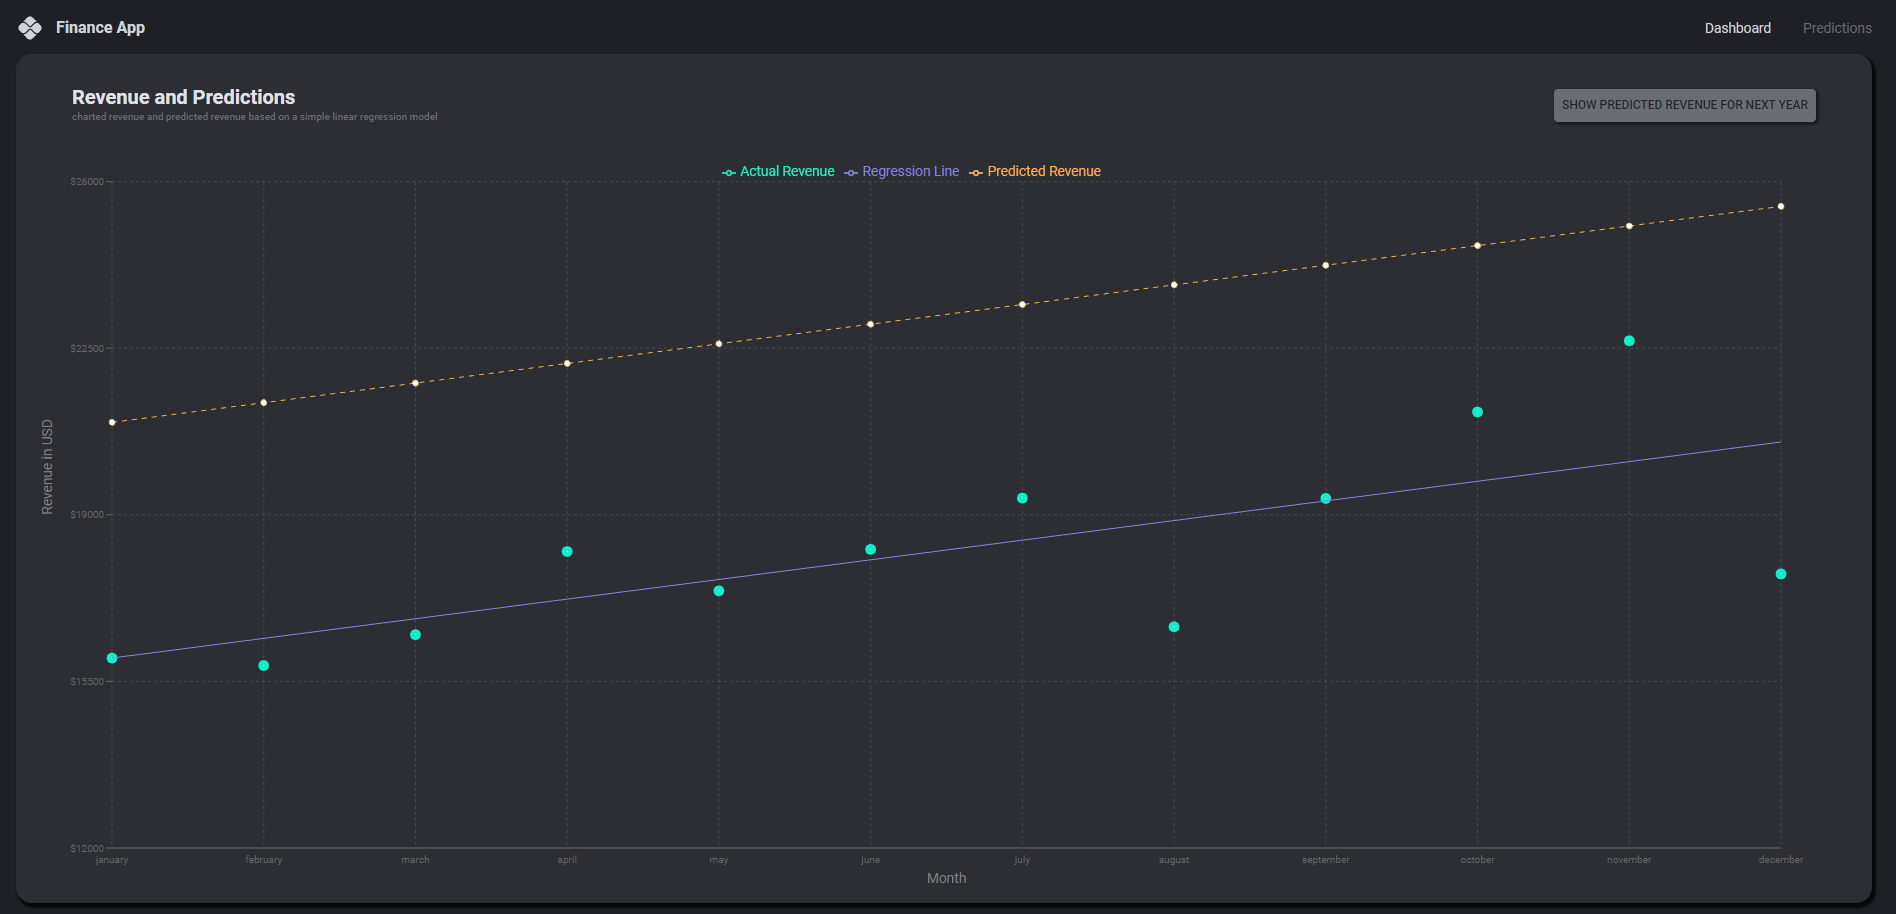 Finance App
Dashboard
Predictions
Revenue and Predictions
charted revenue and predicted revenue based on a simple linear regression model
SHOW PREDICTED REVENUE FOR NEXT YEAR
Actual Revenue
Regression Line
Predicted Revenue
$26000
$22500
$19000
$15500
$12000
Revenue in USD
january
february
march
april
may
june
july
august
september
october
november
december
Month